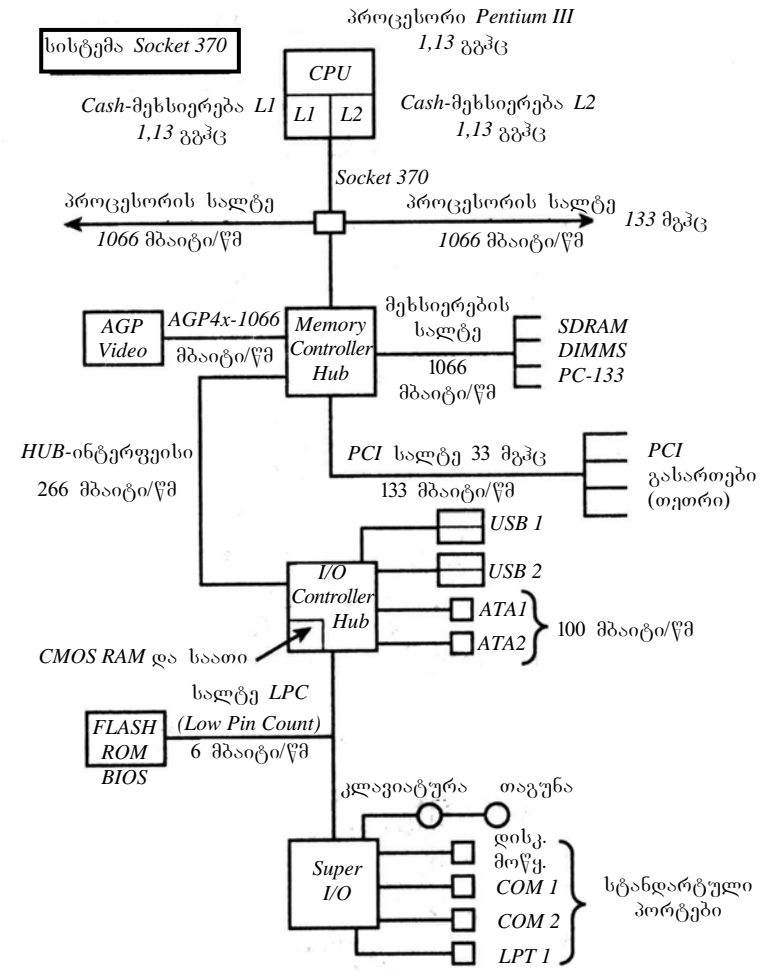 პროცესორი Pentium III
1,13 გგჰც
სისტემა Socket 370
CPU
L1 L2
Cash-მეხსიერება L1
1,13 გგჰც
Cash-მეხსიერება L2
1,13 გგჰც
Socket 370
პროცესორის სალტე
1066 მბაიტი/წმ
პროცესორის სალტე
1066 მბაიტი/წმ
133 მგჰც
AGP
Video
AGP4x-1066
მბაიტი/წმ
Memory
Controller
Hub
მეხსიერების
სალტე
1066
მბაიტი/წმ
SDRAM
DIMMS
PC-133
HUB-ინტერფეისი
266 მბაიტი/წმ
PCI სალტე 33 მგჰც
133 მბაიტი/წმ
PCI
გასართები
(თეთრი)
USB 1
USB 2
I/O
Controller
Hub
ATA1
ATA2
100 მბაიტი/წმ
CMOS RAM და საათი
სალტე LPC
(Low Pin Count)
6 მბაიტი/წმ
FLASH
ROM
BIOS
კლავიატურა
თაგუნა
Super
I/O
დისკ.
მოწყ.
COM 1
COM 2
LPT 1
სტანდარტული
პორტები